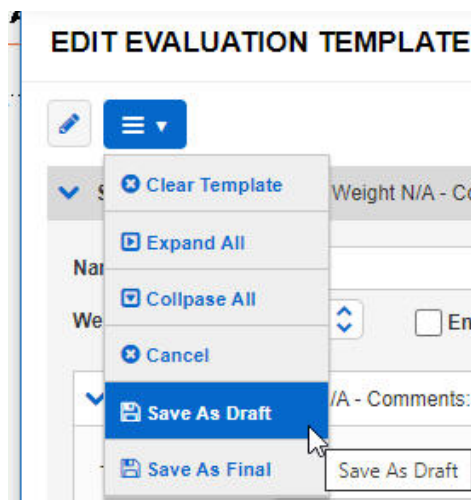 EDIT EVALUATION TEMPLATE
Clear Template
Weight N/A - Co
Expand All
Nar
Collpase All
We
En
Cancel
/A - Comments:
Save As Draft
Save As Final
Save As Draft